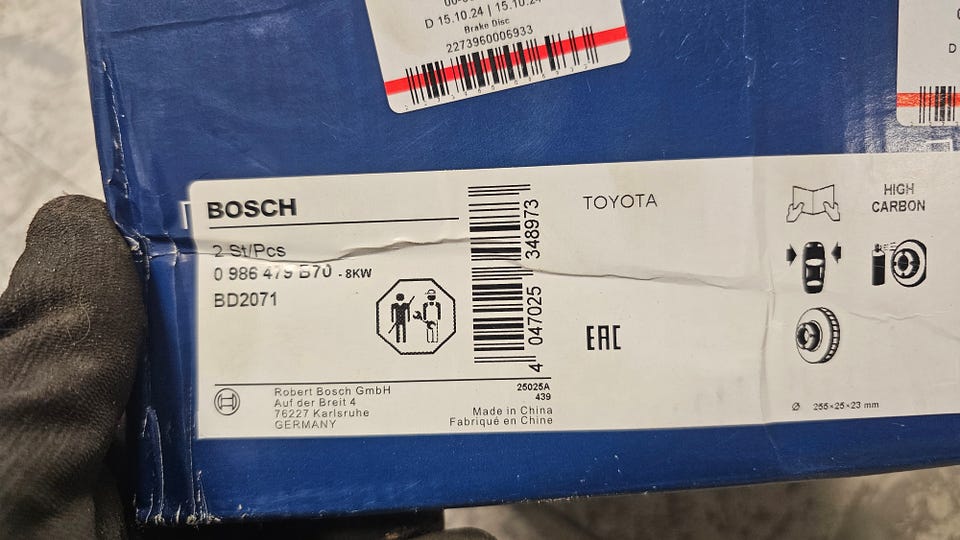 D 15.10.24 | 15.10.24
Brake Disc
2273960006933
D
BOSCH
2 St/Pcs
0 986 479 B70 - 8KW
BD2071
4 047025 348973
TOYOTA
HIGH
CARBON
EAC
Robert Bosch GmbH
Auf der Breit 4
76227 Karlsruhe
GERMANY
25025A
439
Made in China
Fabriqué en Chine
Ø 255×25×23 mm